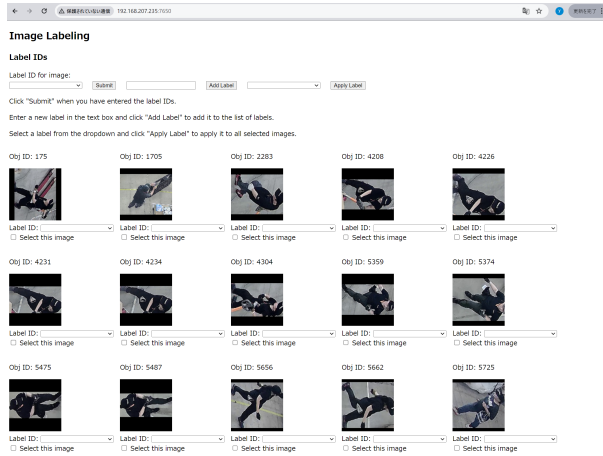 保護されていない通信 192.168.207.235:7650 更新を完了
Image Labeling
Label IDs
Label ID for image:
Submit Add Label Apply Label
Click "Submit" when you have entered the label IDs.
Enter a new label in the text box and click "Add Label" to add it to the list of labels.
Select a label from the dropdown and click "Apply Label" to apply it to all selected images.
Obj ID: 175 Obj ID: 1705 Obj ID: 2283 Obj ID: 4208 Obj ID: 4226
Label ID: Label ID: Label ID: Label ID: Label ID:
Select this image Select this image Select this image Select this image Select this image
Obj ID: 4231 Obj ID: 4234 Obj ID: 4304 Obj ID: 5359 Obj ID: 5374
Label ID: Label ID: Label ID: Label ID: Label ID:
Select this image Select this image Select this image Select this image Select this image
Obj ID: 5475 Obj ID: 5487 Obj ID: 5656 Obj ID: 5662 Obj ID: 5725
Label ID: Label ID: Label ID: Label ID: Label ID:
Select this image Select this image Select this image Select this image Select this image